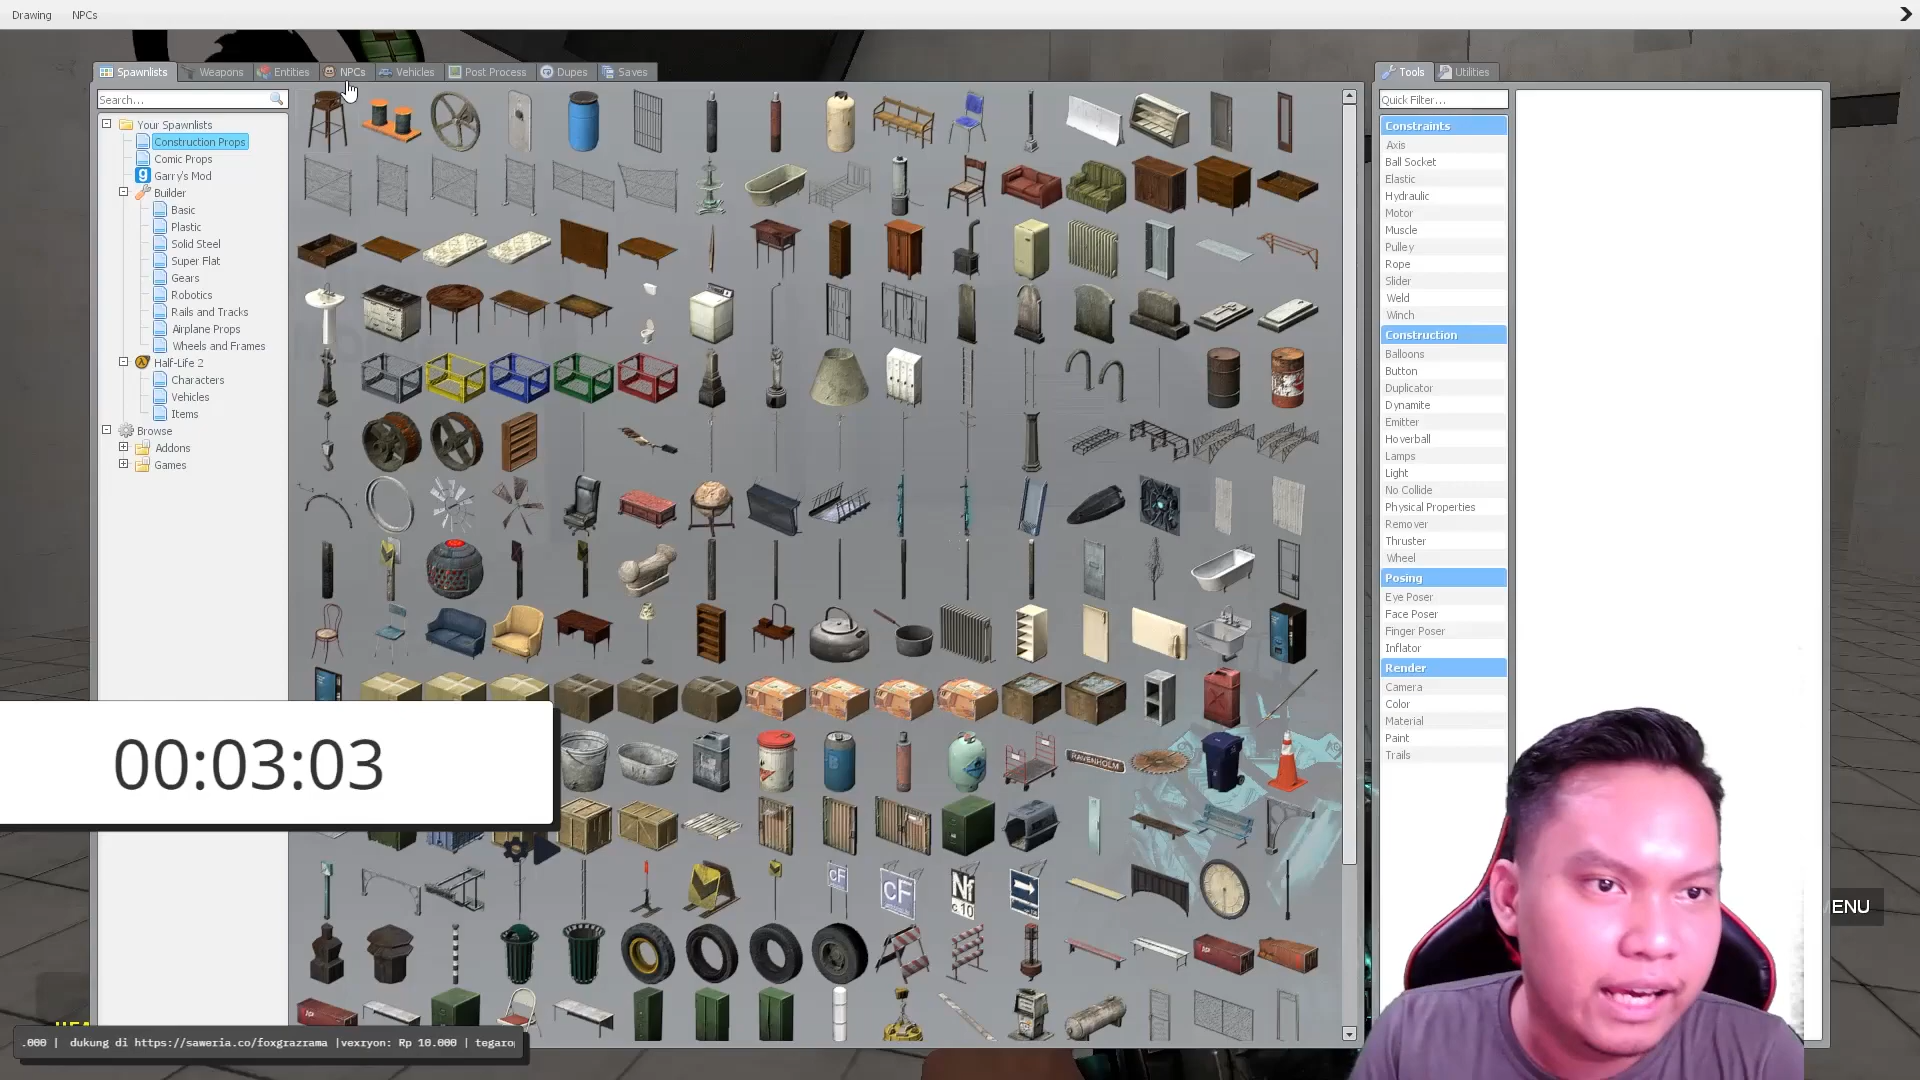 Drawing NPCs
Spawnlists Weapons Entities NPCs Vehicles Post Process Dupes Saves
Search...
Your Spawnlists
Construction Props
Comic Props
Garry's Mod
Builder
Basic
Plastic
Solid Steel
Super Flat
Gears
Robotics
Rails and Tracks
Airplane Props
Wheels and Frames
Half-Life 2
Characters
Vehicles
Items
Browse
Addons
Games
RAVENHOLM
cF
cF
Nf
c 10
00:03:03
.000 | dukung di https://saweria.co/foxgrazrama |vexryon: Rp 10.000 | tegaro
Tools Utilities
Quick Filter...
Constraints
Axis
Ball Socket
Elastic
Hydraulic
Motor
Muscle
Pulley
Rope
Slider
Weld
Winch
Construction
Balloons
Button
Duplicator
Dynamite
Emitter
Hoverball
Lamps
Light
No Collide
Physical Properties
Remover
Thruster
Wheel
Posing
Eye Poser
Face Poser
Finger Poser
Inflator
Render
Camera
Color
Material
Paint
Trails
ENU